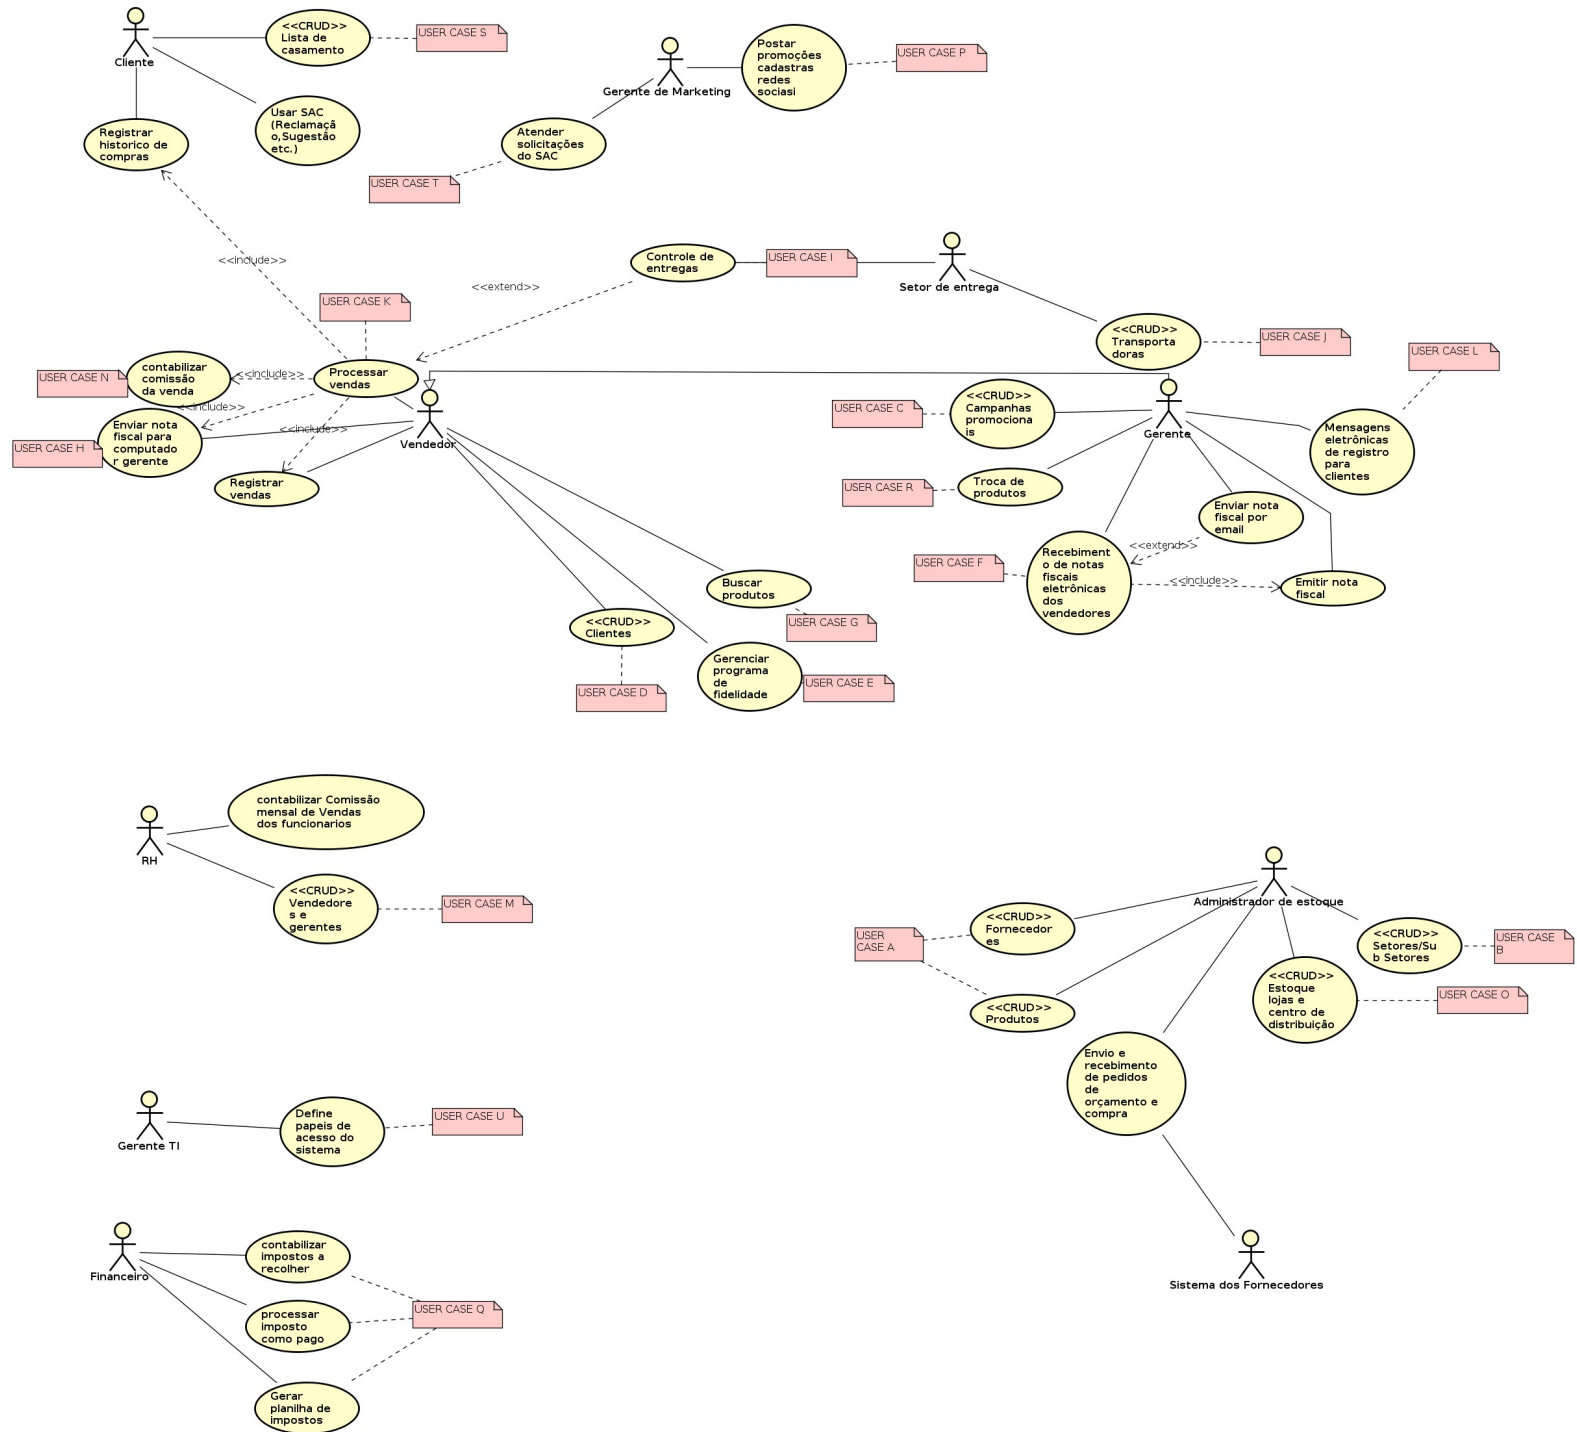 <<CRUD>>
Lista de
casamento
USER CASE S
Cliente
Postar
promoções
cadastras
redes
sociasi
USER CASE P
Gerente de Marketing
Usar SAC
(Reclamaçã
o,Sugestão
etc.)
Registrar
historico de
compras
Atender
solicitações
do SAC
USER CASE T
<<include>>
Controle de
entregas
USER CASE I
Setor de entrega
<<extend>>
USER CASE K
<<CRUD>>
Transporta
doras
USER CASE J
USER CASE L
contabilizar
comissão
da venda
USER CASE N
<<include>>
Processar
vendas
<<include>>
Enviar nota
fiscal para
computado
r gerente
USER CASE H
<<include>>
Vendedor
Registrar
vendas
USER CASE C
<<CRUD>>
Campanhas
promociona
is
Gerente
Mensagens
eletrônicas
de registro
para
clientes
USER CASE R
Troca de
produtos
Enviar nota
fiscal por
email
<<extend>>
USER CASE F
Recebiment
o de notas
fiscais
eletrônicas
dos
vendedores
<<include>>
Emitir nota
fiscal
Buscar
produtos
USER CASE G
<<CRUD>>
Clientes
USER CASE D
Gerenciar
programa
de
fidelidade
USER CASE E
contabilizar Comissão
mensal de Vendas
dos funcionarios
RH
<<CRUD>>
Vendedore
s e
gerentes
USER CASE M
Administrador de estoque
<<CRUD>>
Fornecedor
es
USER
CASE A
<<CRUD>>
Setores/Su
b Setores
USER CASE
B
<<CRUD>>
Estoque
lojas e
centro de
distribuição
USER CASE O
<<CRUD>>
Produtos
Envio e
recebimento
de pedidos
de
orçamento e
compra
Gerente TI
Define
papeis de
acesso do
sistema
USER CASE U
Financeiro
contabilizar
impostos a
recolher
Sistema dos Fornecedores
processar
imposto
como pago
USER CASE Q
Gerar
planilha de
impostos